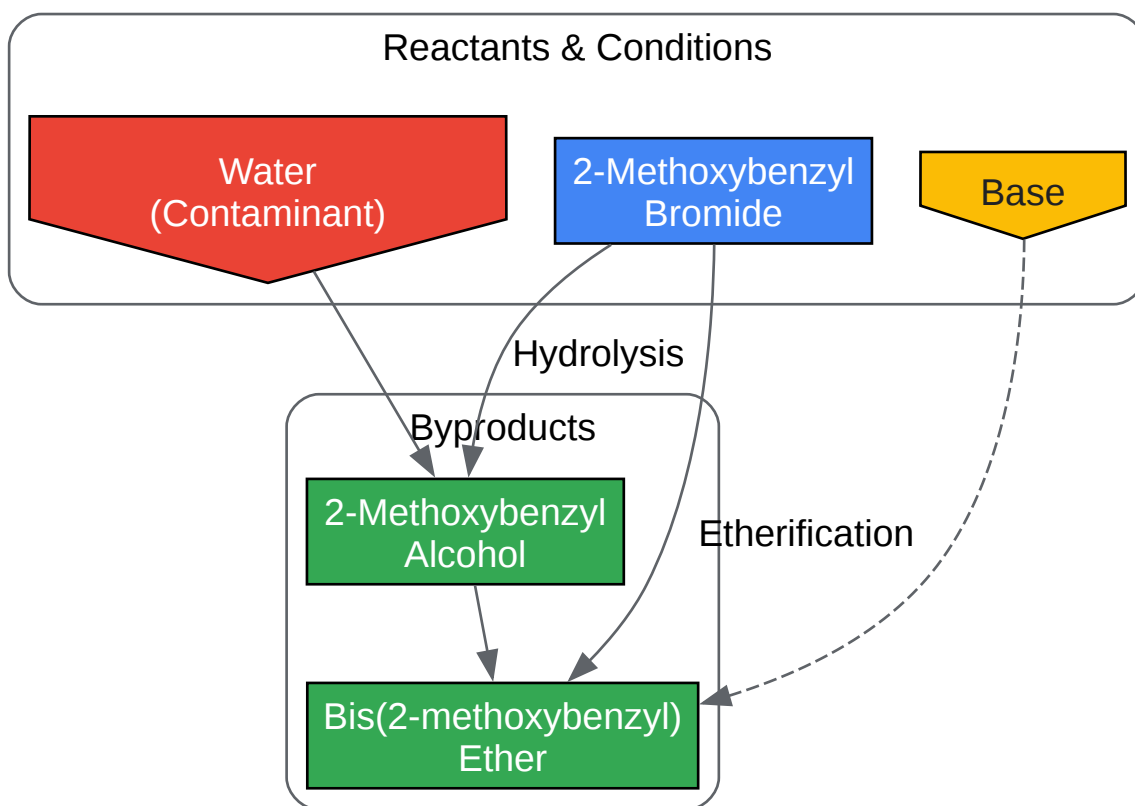 Reactants & Conditions
Water
(Contaminant)
2-Methoxybenzyl
Bromide
Base
Hydrolysis
Byproducts
2-Methoxybenzyl
Alcohol
Etherification
Bis(2-methoxybenzyl)
Ether